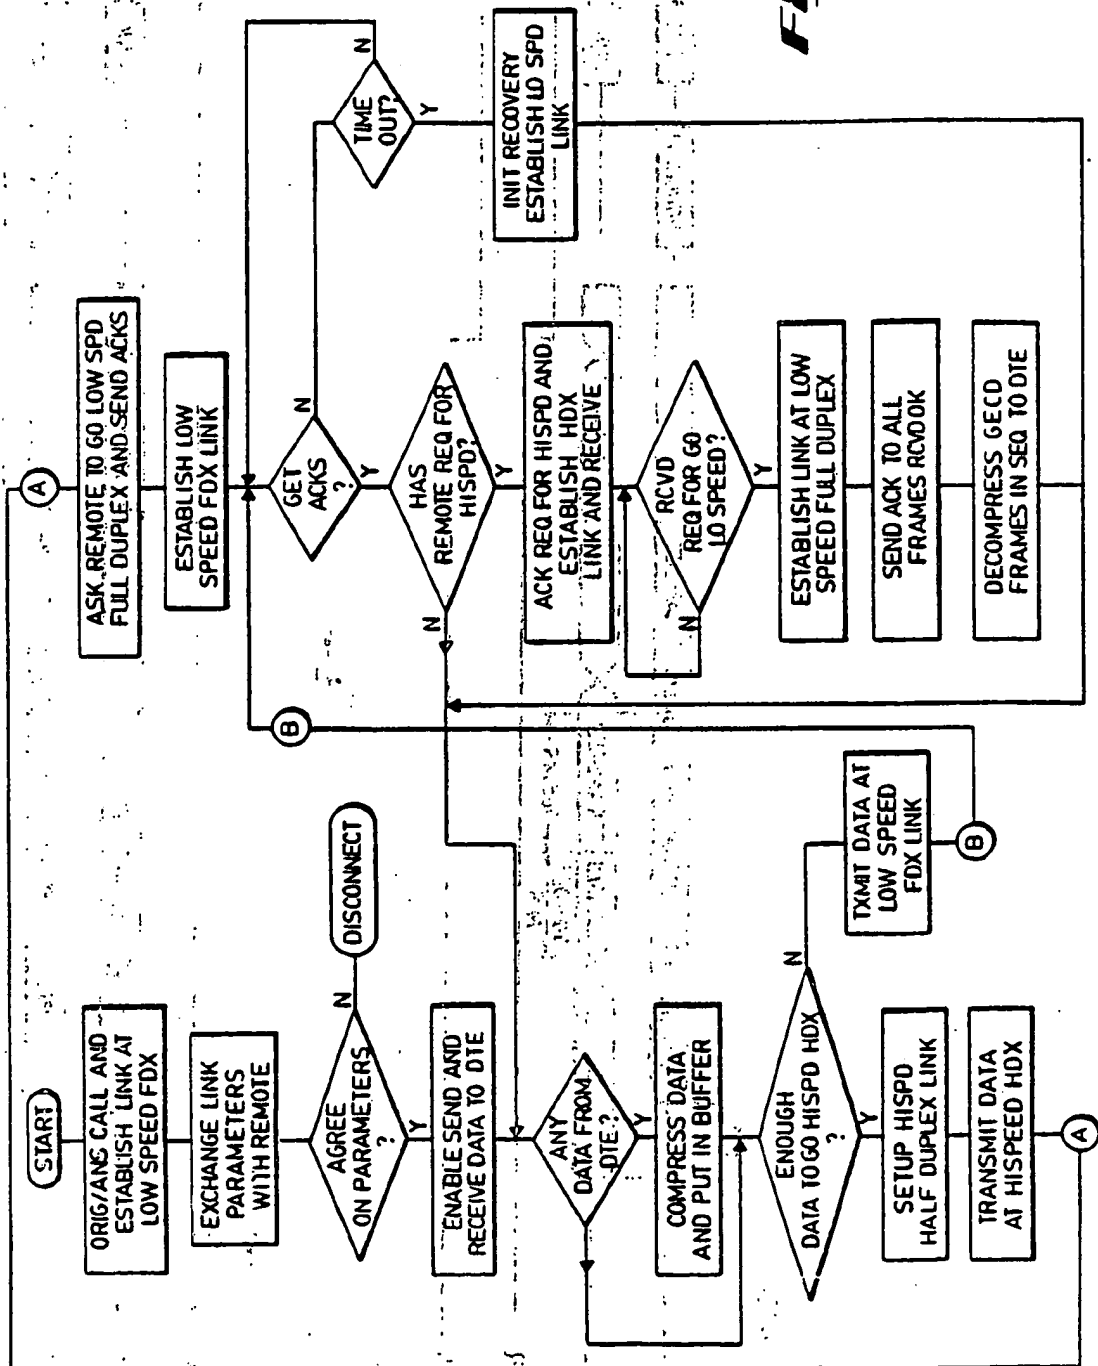 START
ORIG/ANS CALL AND
ESTABLISH LINK AT
LOW SPEED FDX
EXCHANGE LINK
PARAMETERS
WITH REMOTE
AGREE
ON PARAMETERS
?
N
DISCONNECT
Y
ENABLE SEND AND
RECEIVE DATA TO DTE
ANY
DATA FROM
DTE?
Y
COMPRESS DATA
AND PUT IN BUFFER
ENOUGH
DATA TO GO HISPD HDX
?
N
TXMIT DATA AT
LOW SPEED
FDX LINK
B
Y
SETUP HISPD
HALF DUPLEX LINK
TRANSMIT DATA
AT HISPEED HDX
A
A
ASK REMOTE TO GO LOW SPD
FULL DUPLEX AND SEND ACKS
ESTABLISH LOW
SPEED FDX LINK
B
GET
ACKS
?
N
TIME
OUT?
N
Y
INIT RECOVERY
ESTABLISH LO SPD
LINK
Y
HAS
REMOTE REQ FOR
HISPD?
N
Y
ACK REQ FOR HISPD AND
ESTABLISH HDX
LINK AND RECEIVE
RCVD
REQ FOR GO
LO SPEED?
N
Y
ESTABLISH LINK AT LOW
SPEED FULL DUPLEX
SEND ACK TO ALL
FRAMES RCVDOK
DECOMPRESS GECD
FRAMES IN SEQ TO DTE